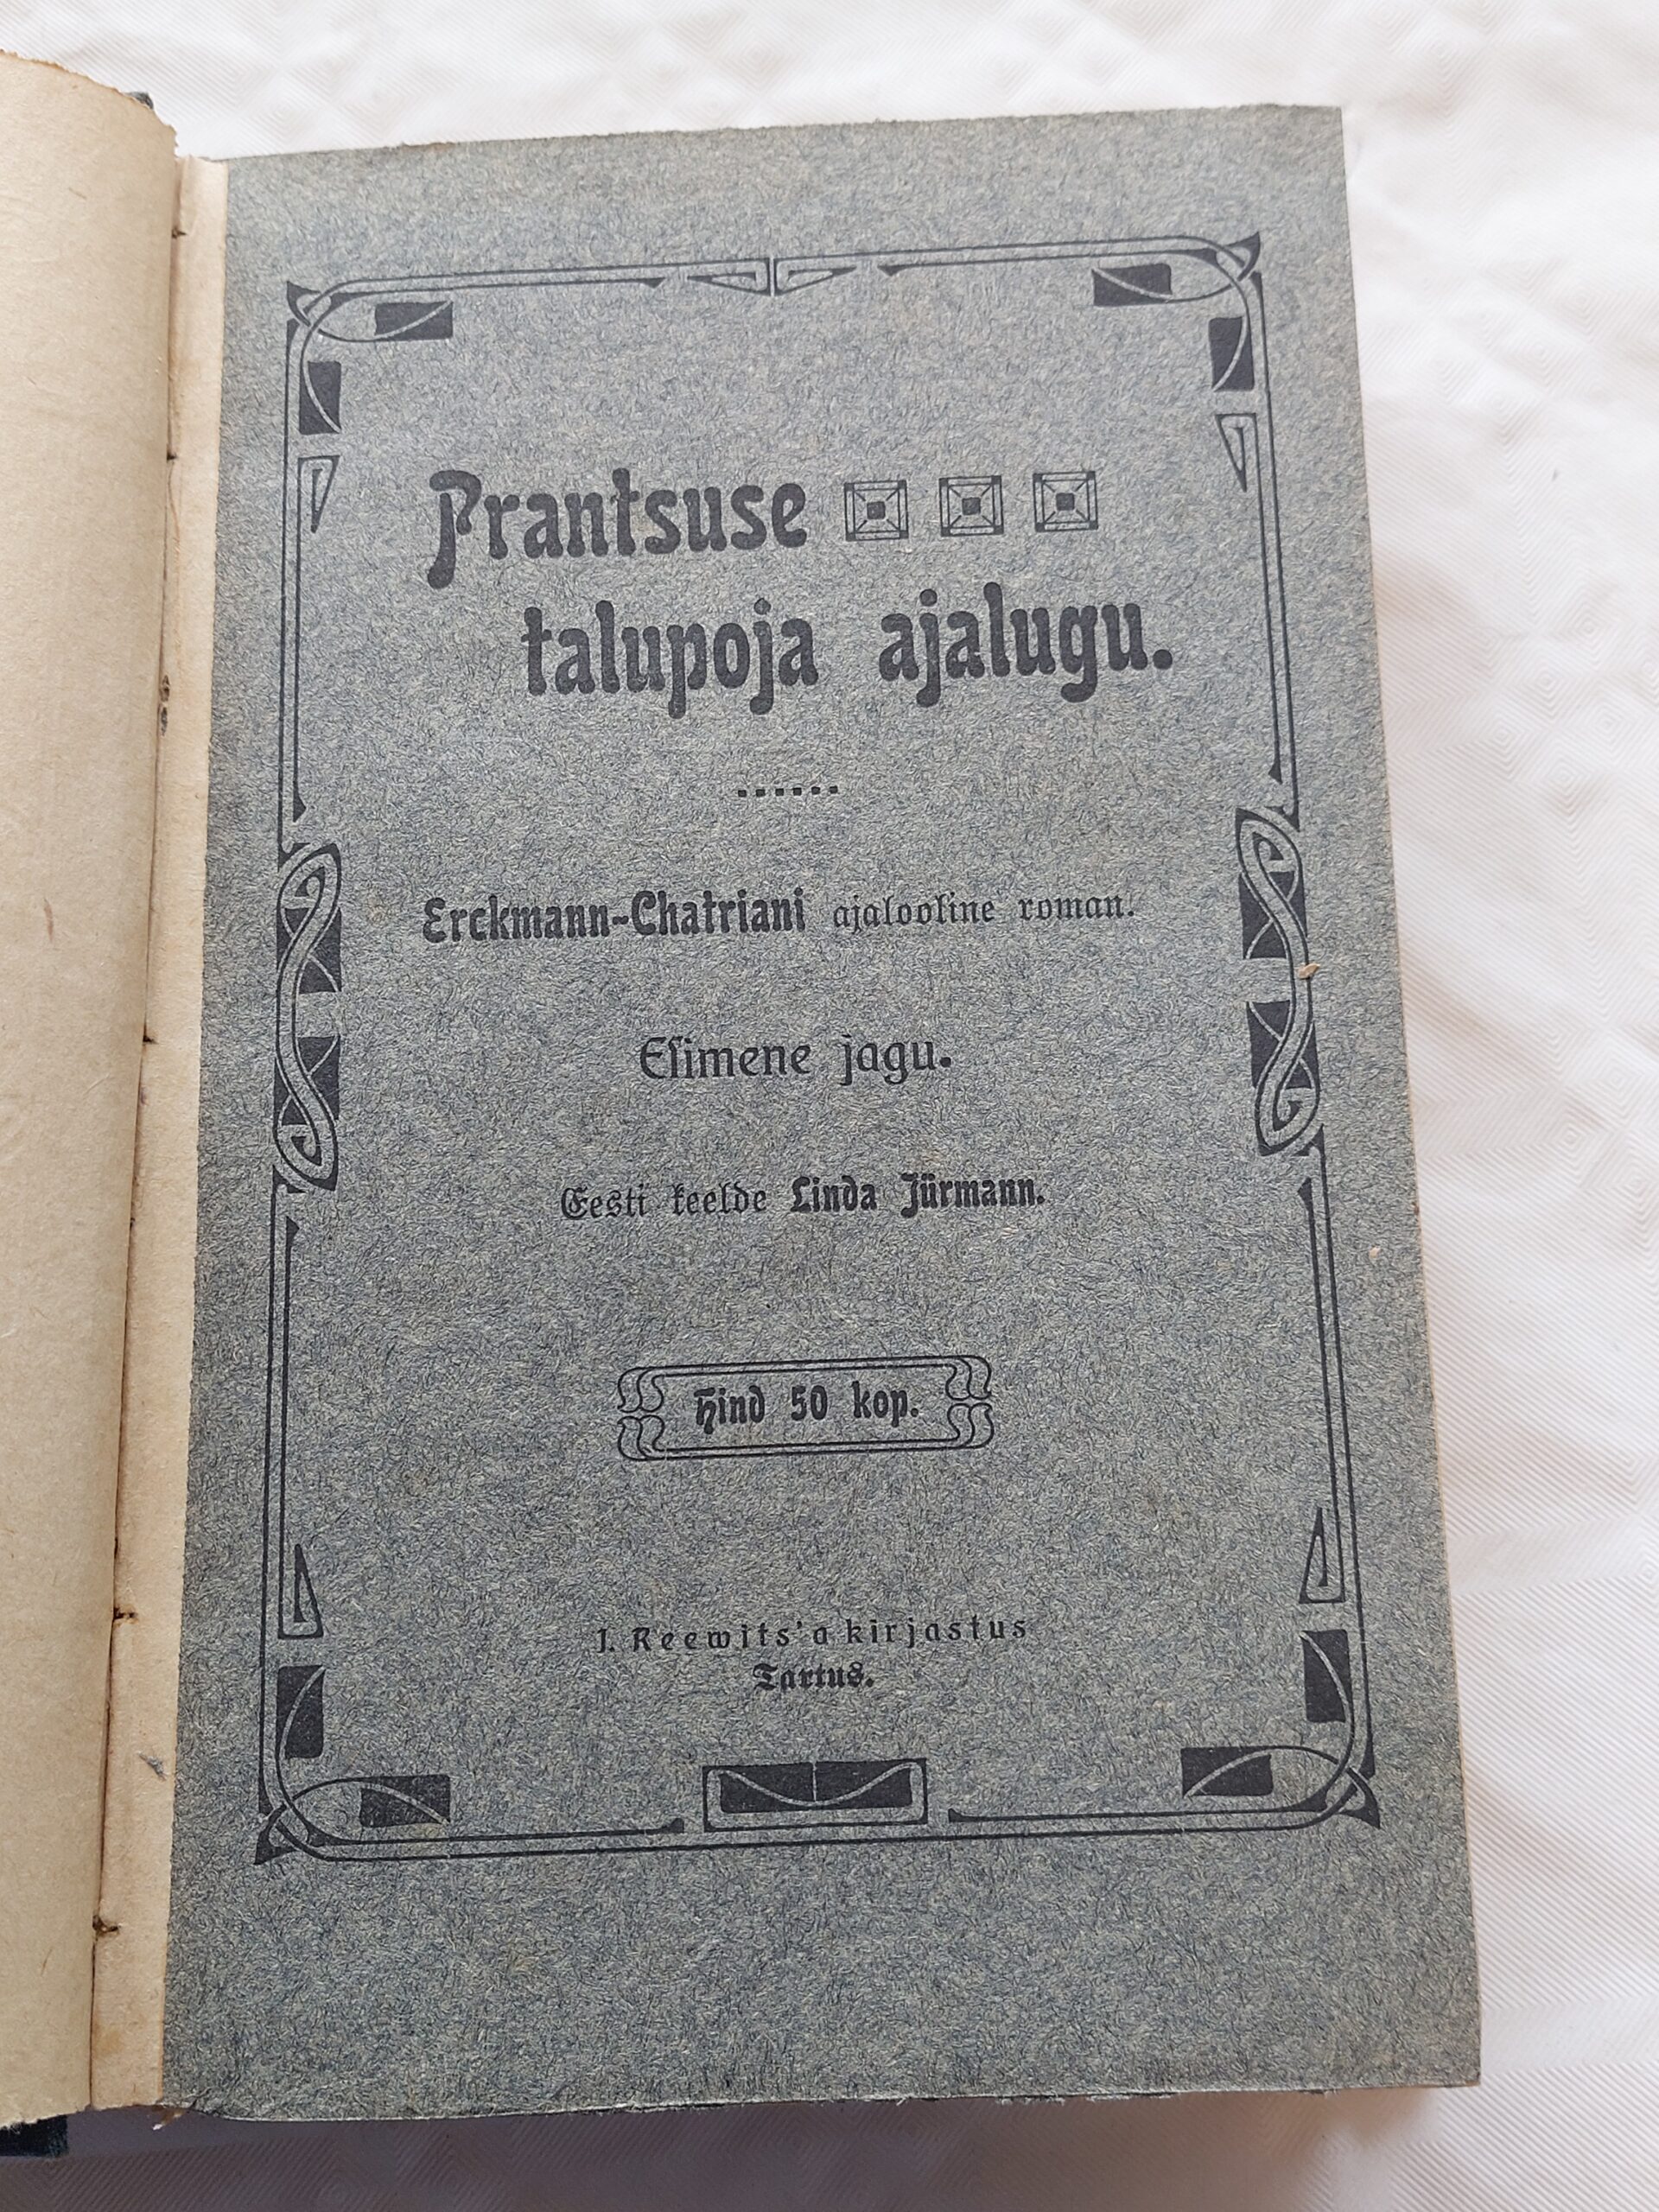 Prantsuse
talupoja ajalugu.
Erckmann-Chatriani ajalooline roman.
Esimene jagu.
Eesti keelde Linda Jürmann.
Hind 50 kop.
J. Reewits'a kirjastus
Tartus.